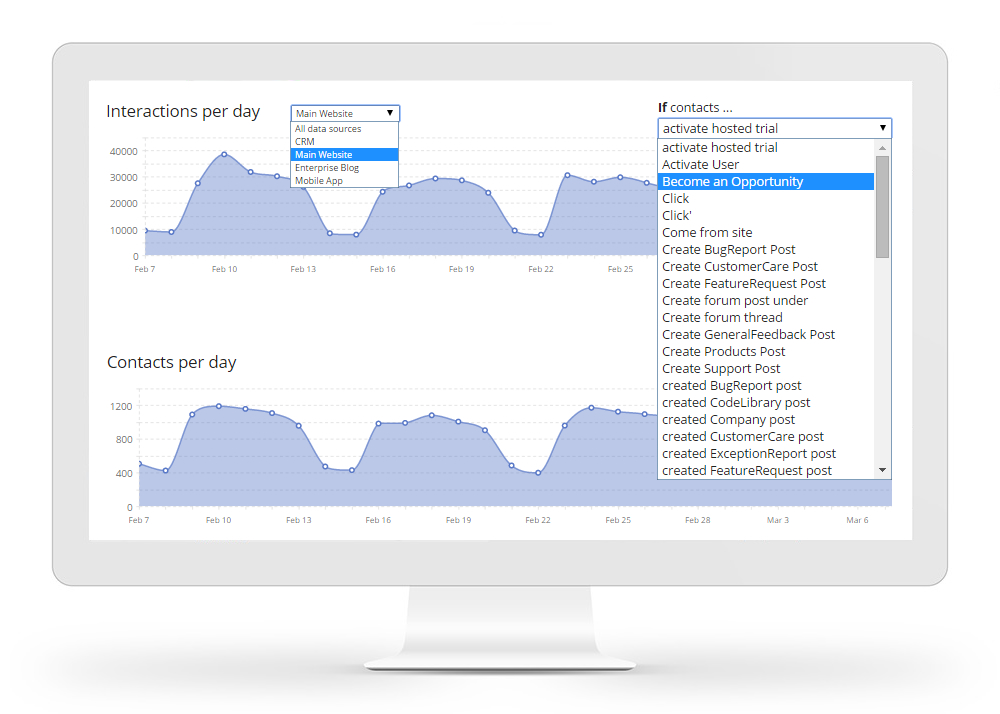 Interactions per day
Main Website
All data sources
CRM
Main Website
Enterprise Blog
Mobile App
40000
30000
20000
10000
0
Feb 7
Feb 10
Feb 13
Feb 16
Feb 19
Feb 22
Feb 25
If contacts ...
activate hosted trial
activate hosted trial
Activate User
Become an Opportunity
Click
Click'
Come from site
Create BugReport Post
Create CustomerCare Post
Create FeatureRequest Post
Create forum post under
Create forum thread
Create GeneralFeedback Post
Create Products Post
Create Support Post
created BugReport post
created CodeLibrary post
created Company post
created CustomerCare post
created ExceptionReport post
created FeatureRequest post
Contacts per day
1200
800
400
0
Feb 7
Feb 10
Feb 13
Feb 16
Feb 19
Feb 22
Feb 25
Feb 28
Mar 3
Mar 6